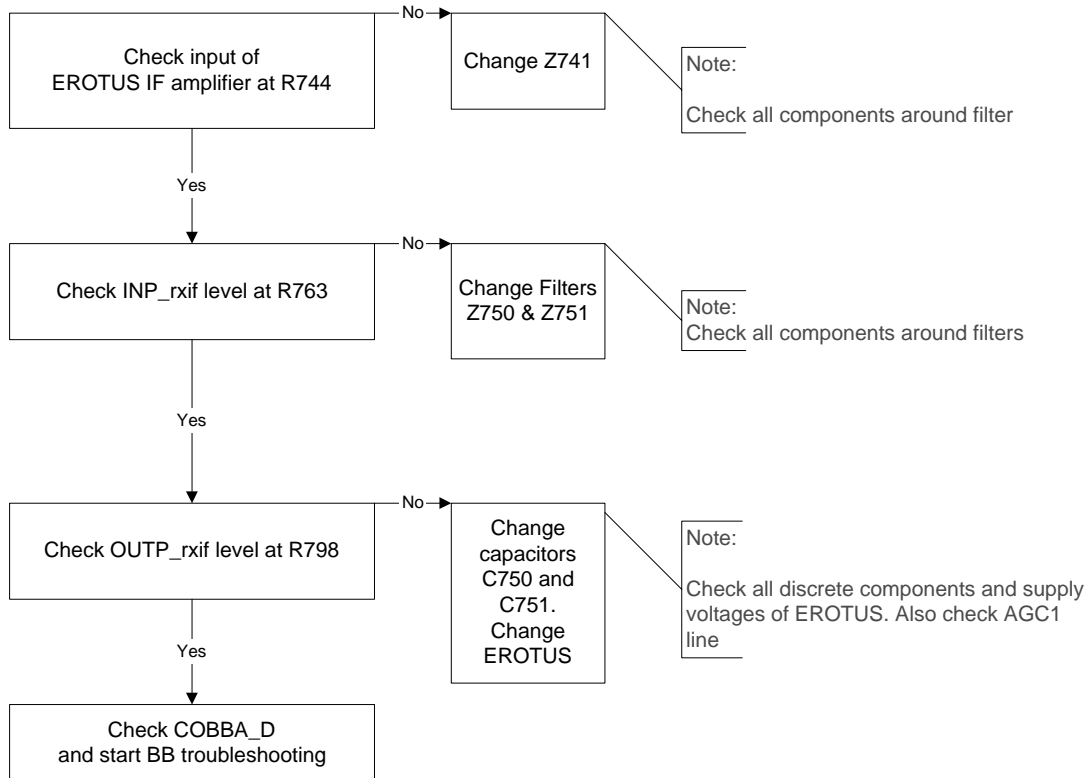 Check input of
EROTUS IF amplifier at R744
No
Change Z741
Note:
Check all components around filter
Yes
Check INP_rxif level at R763
No
Change Filters
Z750 & Z751
Note:
Check all components around filters
Yes
Check OUTP_rxif level at R798
No
Change
capacitors
C750 and
C751.
Change
EROTUS
Note:
Check all discrete components and supply
voltages of EROTUS. Also check AGC1
line
Yes
Check COBBA_D
and start BB troubleshooting